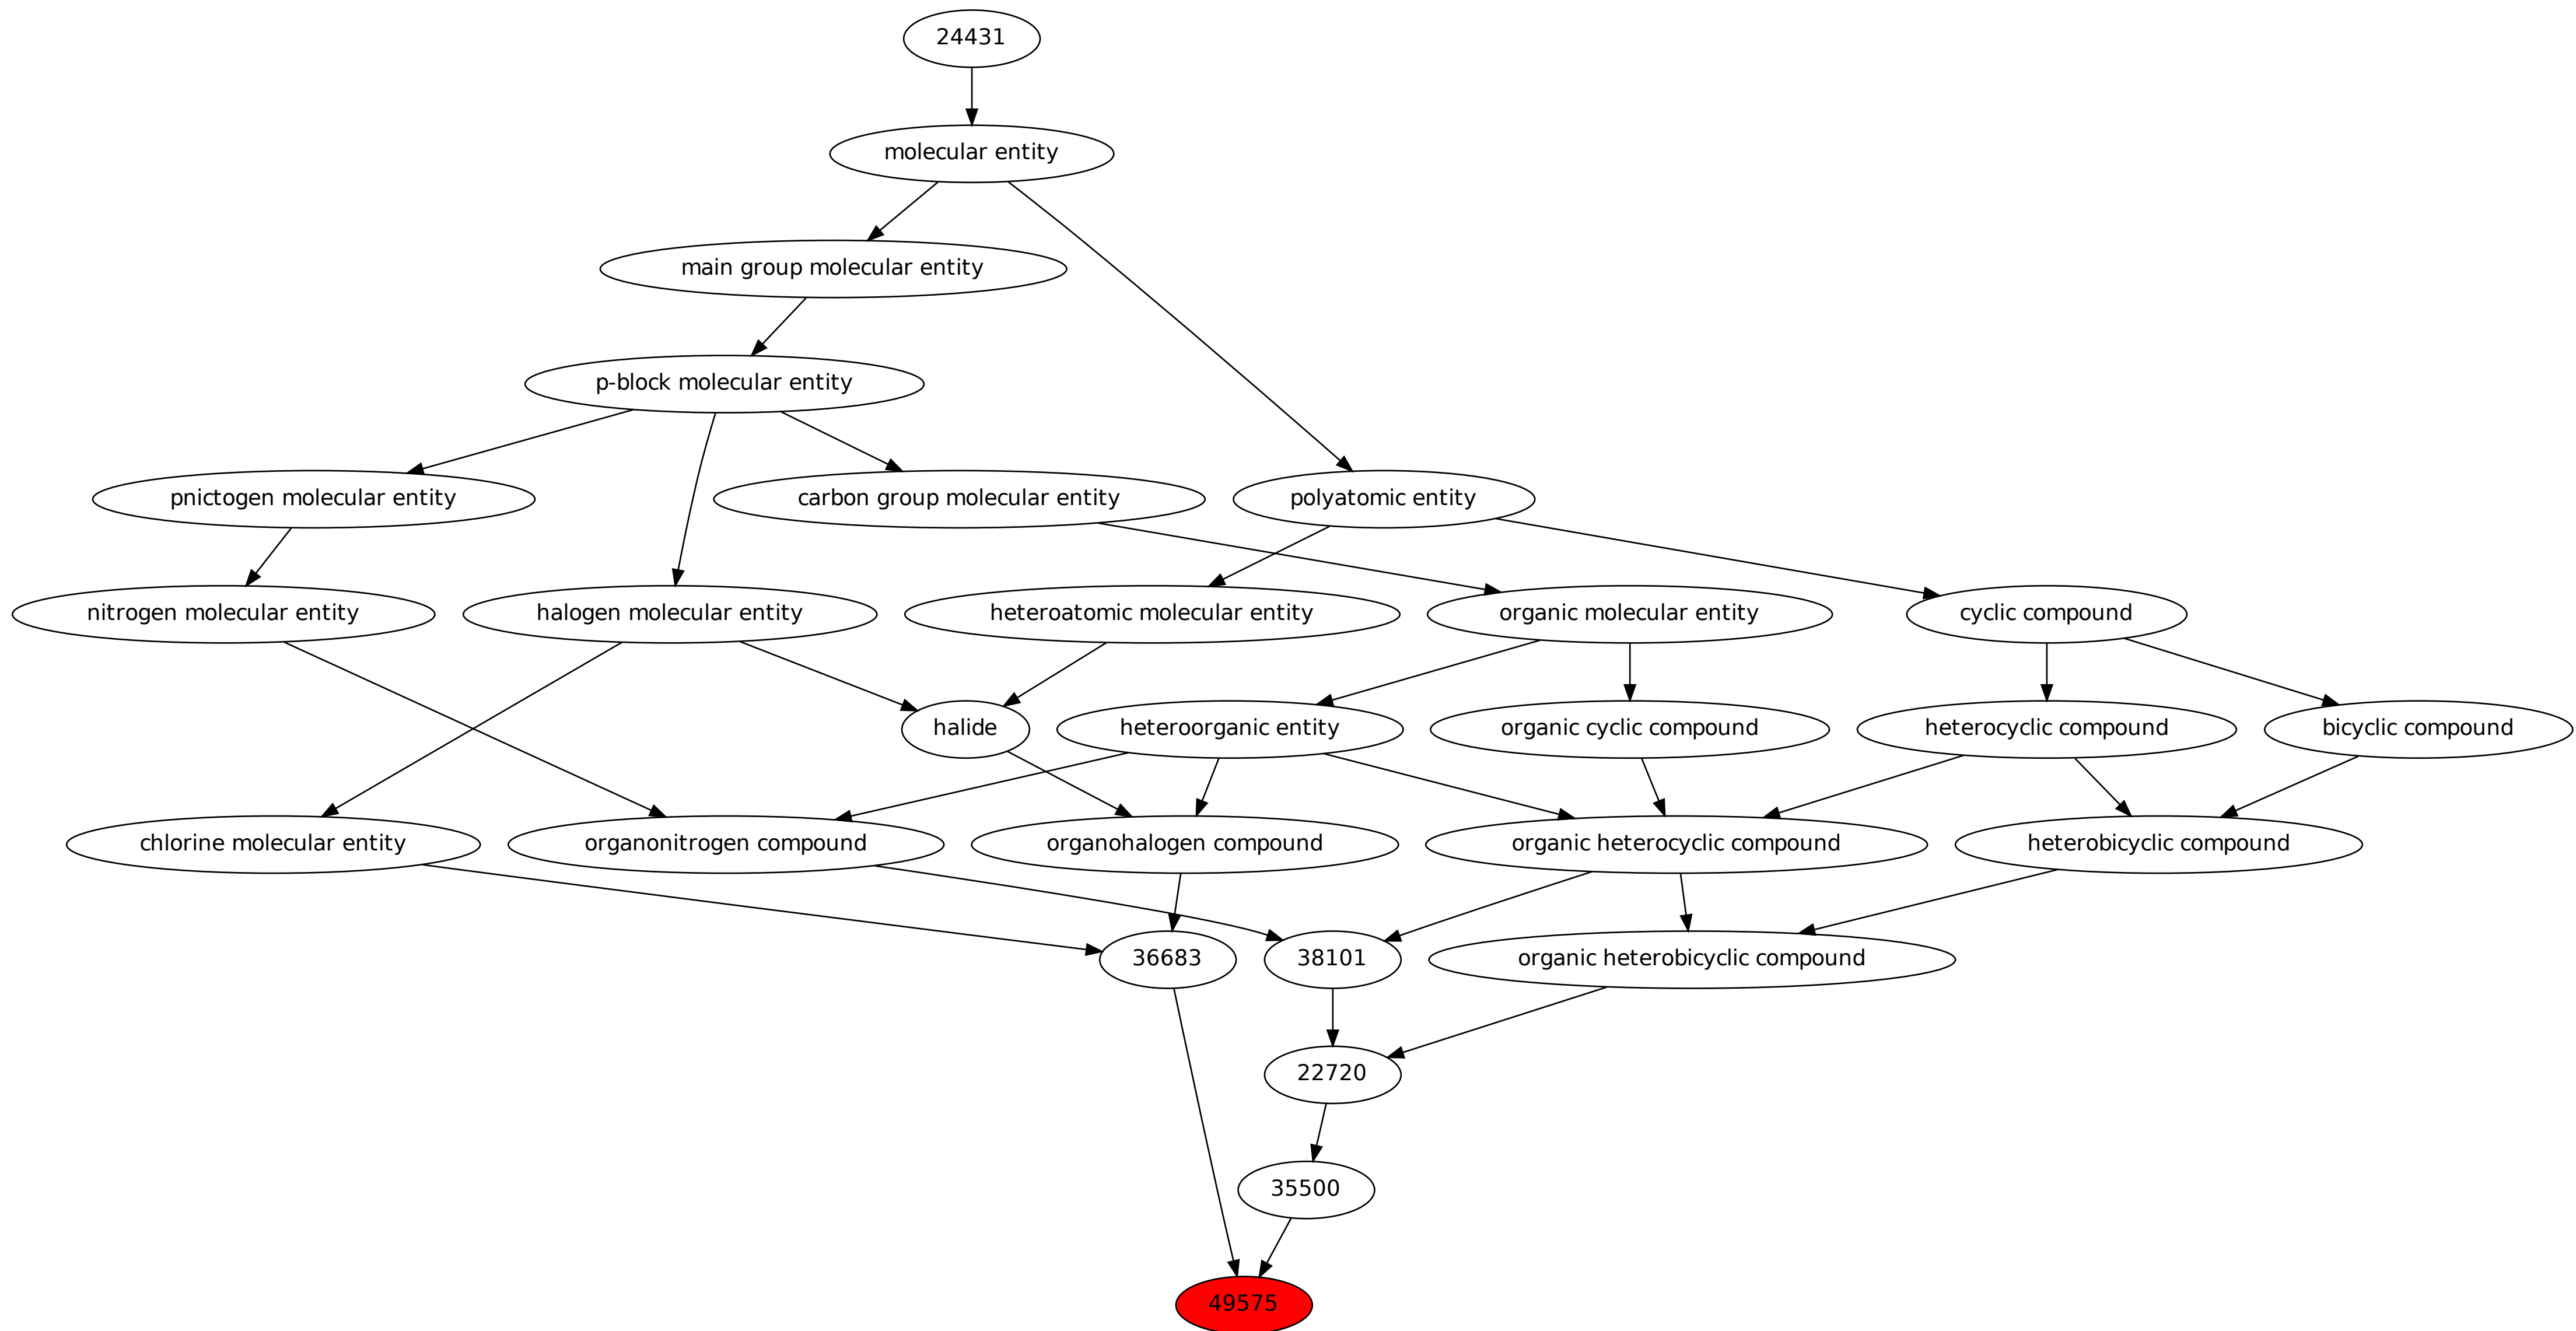 24431
molecular entity
main group molecular entity
p-block molecular entity
pnictogen molecular entity
carbon group molecular entity
polyatomic entity
nitrogen molecular entity
halogen molecular entity
heteroatomic molecular entity
organic molecular entity
cyclic compound
halide
heteroorganic entity
organic cyclic compound
heterocyclic compound
bicyclic compound
chlorine molecular entity
organonitrogen compound
organohalogen compound
organic heterocyclic compound
heterobicyclic compound
36683
38101
organic heterobicyclic compound
22720
35500
49575